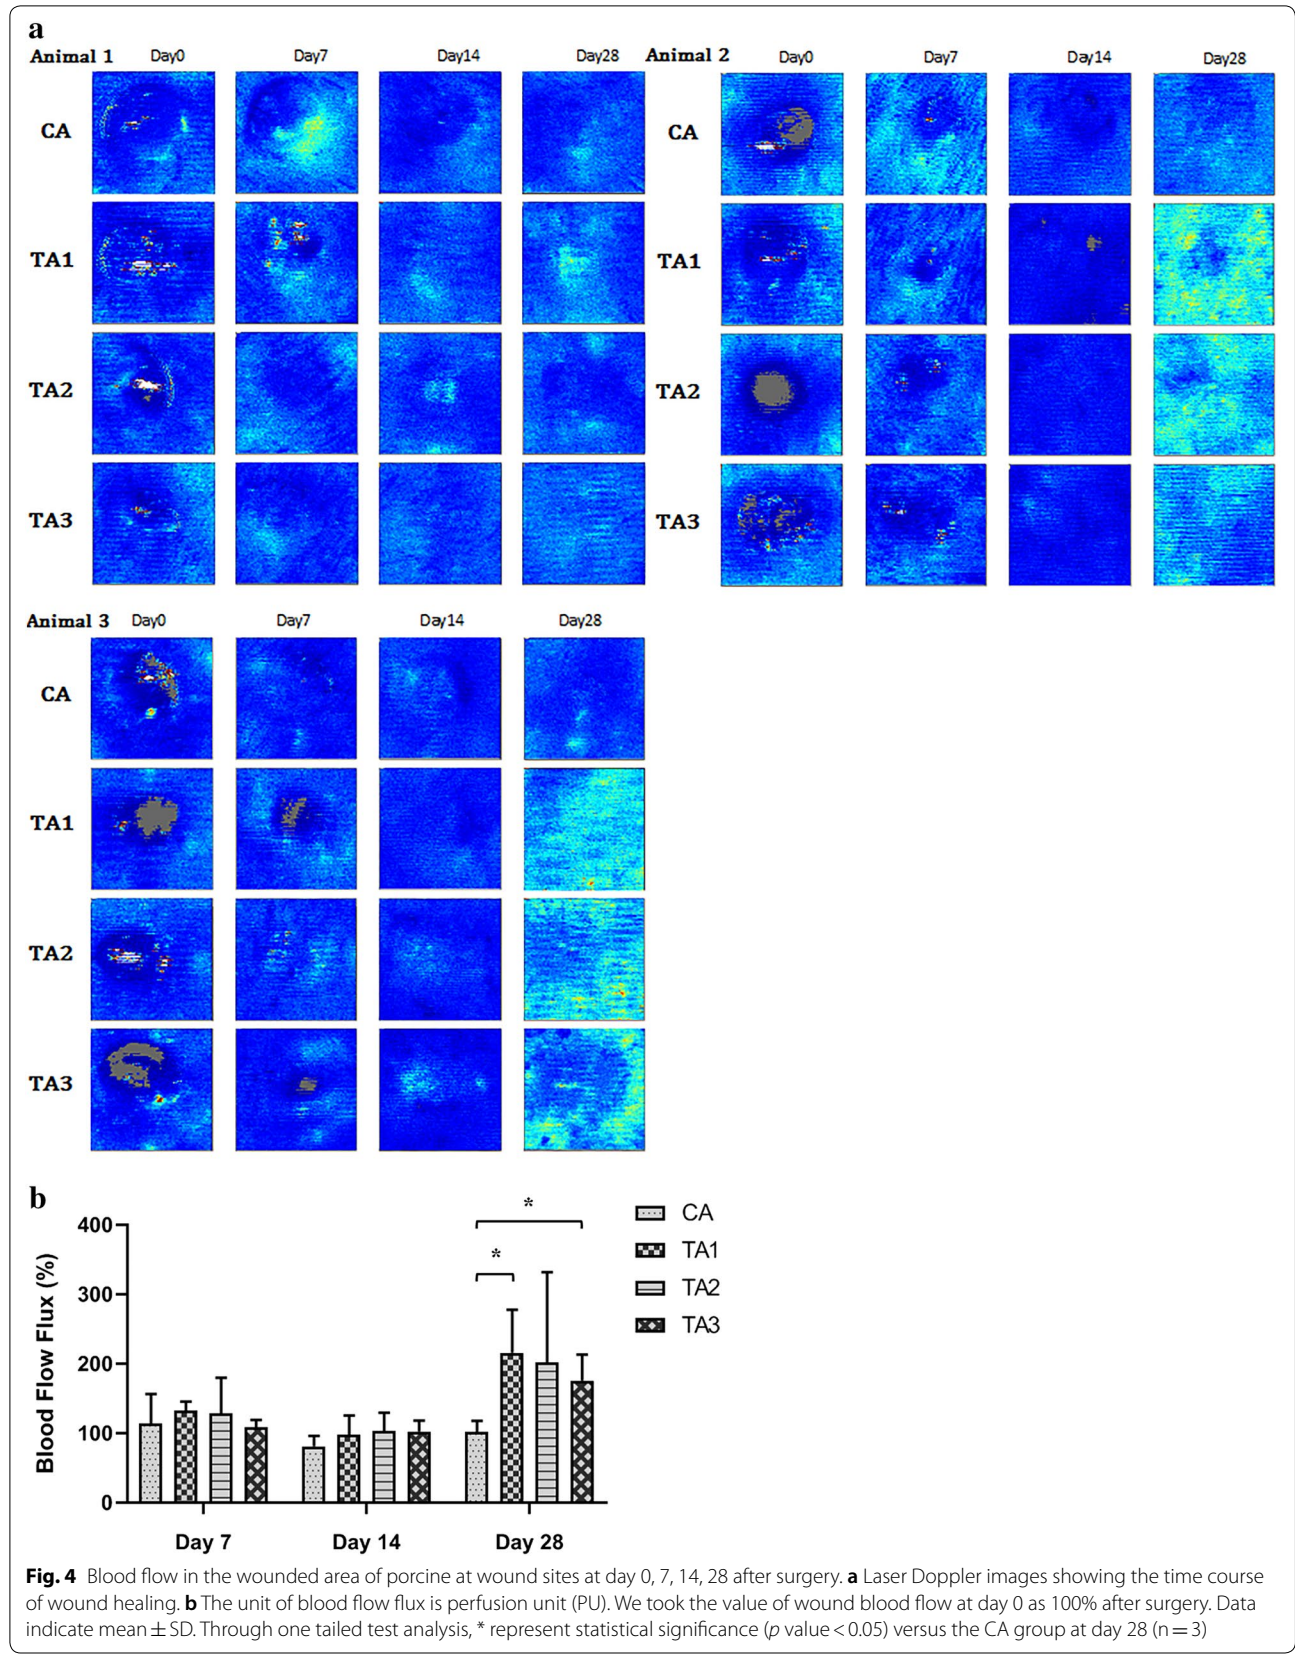 a
Animal 1 Day0 Day7 Day14 Day28 Animal 2 Day0 Day7 Day14 Day28
CA CA
TA1 TA1
TA2 TA2
TA3 TA3
Animal 3 Day0 Day7 Day14 Day28
CA
TA1
TA2
TA3
b
Blood Flow Flux (%)
400
300
200
100
0
* 
*
Day 7 Day 14 Day 28
CA
TA1
TA2
TA3
Fig. 4 Blood flow in the wounded area of porcine at wound sites at day 0, 7, 14, 28 after surgery. a Laser Doppler images showing the time course
of wound healing. b The unit of blood flow flux is perfusion unit (PU). We took the value of wound blood flow at day 0 as 100% after surgery. Data
indicate mean ± SD. Through one tailed test analysis, * represent statistical significance (p value < 0.05) versus the CA group at day 28 (n = 3)